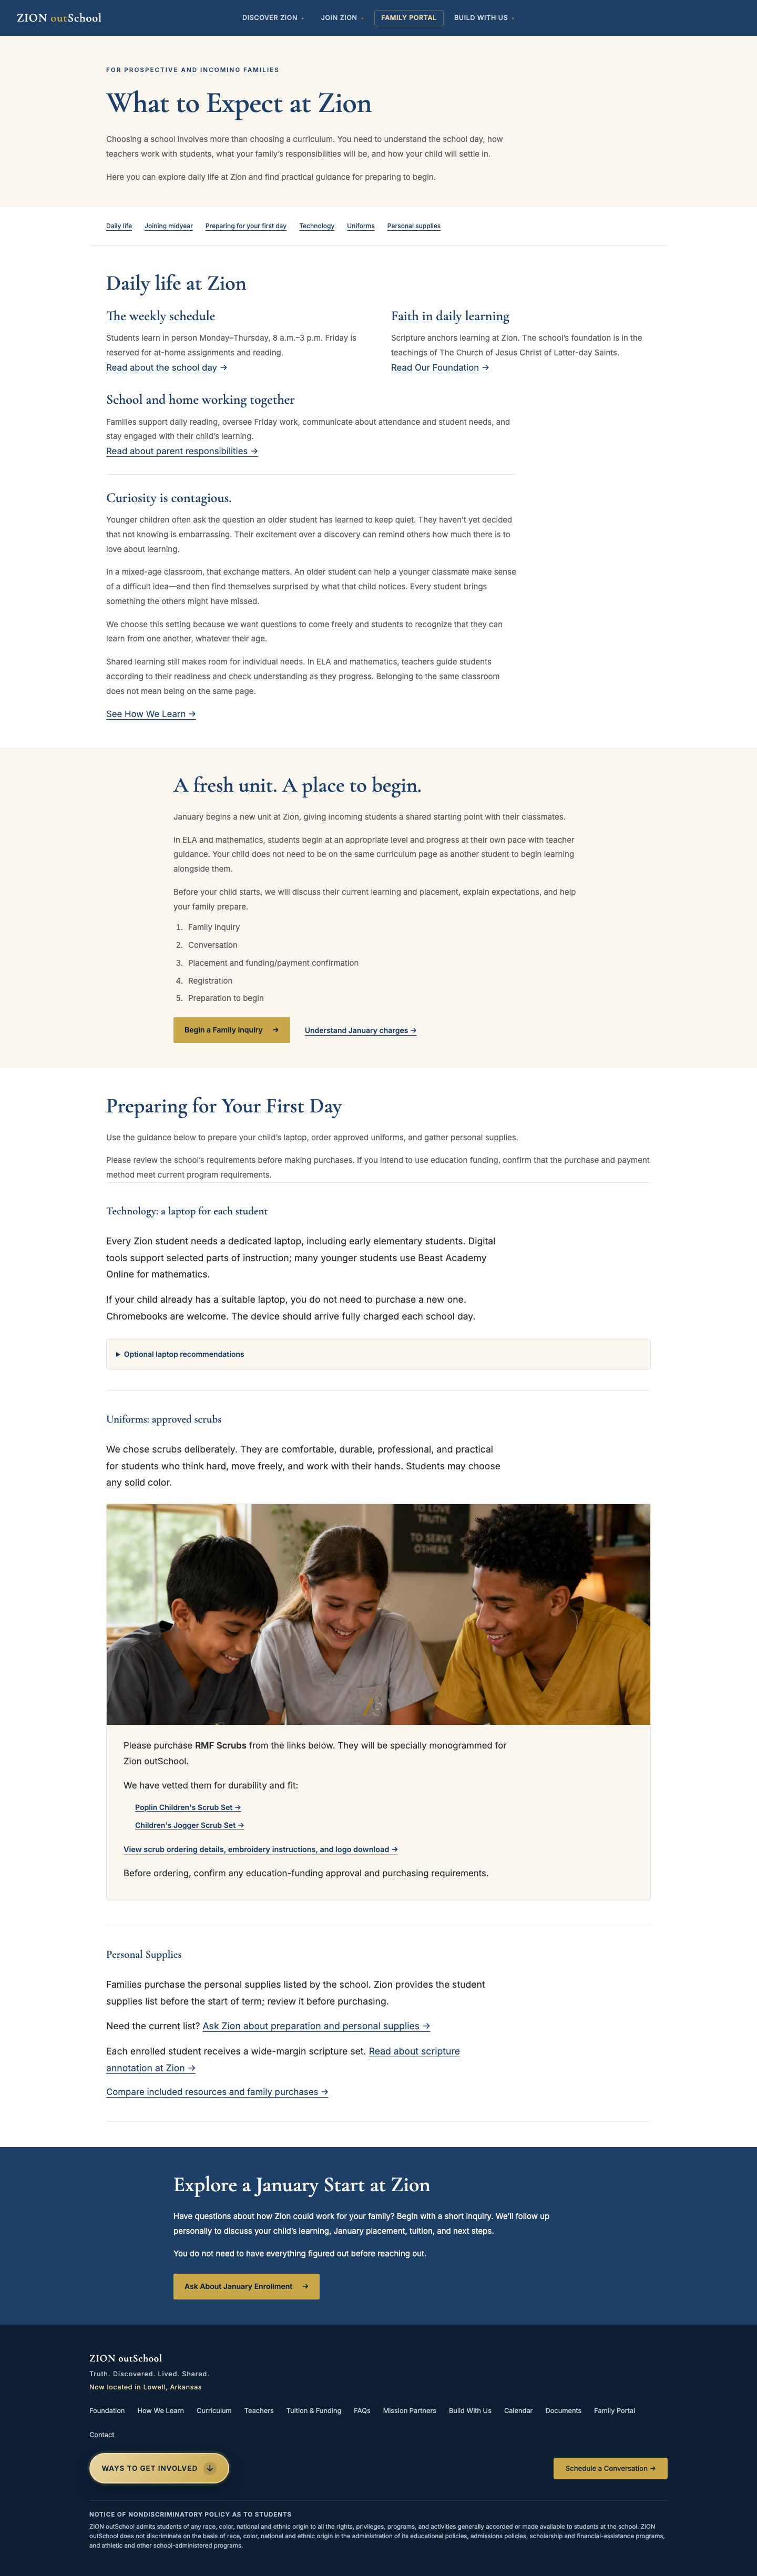 ZION outSchool
DISCOVER ZION
JOIN ZION
FAMILY PORTAL
BUILD WITH US
FOR PROSPECTIVE AND INCOMING FAMILIES
What to Expect at Zion
Choosing a school involves more than choosing a curriculum. You need to understand the school day, how
teachers work with students, what your family's responsibilities will be, and how your child will settle in.
Here you can explore daily life at Zion and find practical guidance for preparing to begin.
Daily life
Joining midyear
Preparing for your first day
Technology
Uniforms
Personal supplies
Daily life at Zion
The weekly schedule
Students learn in person Monday–Thursday, 8 a.m.–3 p.m. Friday is
reserved for at-home assignments and reading.
Read about the school day →
Faith in daily learning
Scripture anchors learning at Zion. The school's foundation is in the
teachings of The Church of Jesus Christ of Latter-day Saints.
Read Our Foundation →
School and home working together
Families support daily reading, oversee Friday work, communicate about attendance and student needs, and
stay engaged with their child's learning.
Read about parent responsibilities →
Curiosity is contagious.
Younger children often ask the question an older student has learned to keep quiet. They haven't yet decided
that not knowing is embarrassing. Their excitement over a discovery can remind others how much there is to
love about learning.
In a mixed-age classroom, that exchange matters. An older student can help a younger classmate make sense
of a difficult idea—and then find themselves surprised by what that child notices. Every student brings
something the others might have missed.
We choose this setting because we want questions to come freely and students to recognize that they can
learn from one another, whatever their age.
Shared learning still makes room for individual needs. In ELA and mathematics, teachers guide students
according to their readiness and check understanding as they progress. Belonging to the same classroom
does not mean being on the same page.
See How We Learn →
A fresh unit. A place to begin.
January begins a new unit at Zion, giving incoming students a shared starting point with their classmates.
In ELA and mathematics, students begin at an appropriate level and progress at their own pace with teacher
guidance. Your child does not need to be on the same curriculum page as another student to begin learning
alongside them.
Before your child starts, we will discuss their current learning and placement, explain expectations, and help
your family prepare.
1. Family inquiry
2. Conversation
3. Placement and funding/payment confirmation
4. Registration
5. Preparation to begin
Begin a Family Inquiry →
Understand January charges →
Preparing for Your First Day
Use the guidance below to prepare your child's laptop, order approved uniforms, and gather personal supplies.
Please review the school's requirements before making purchases. If you intend to use education funding, confirm that the purchase and payment
method meet current program requirements.
Technology: a laptop for each student
Every Zion student needs a dedicated laptop, including early elementary students. Digital
tools support selected parts of instruction; many younger students use Beast Academy
Online for mathematics.
If your child already has a suitable laptop, you do not need to purchase a new one.
Chromebooks are welcome. The device should arrive fully charged each school day.
▶ Optional laptop recommendations
Uniforms: approved scrubs
We chose scrubs deliberately. They are comfortable, durable, professional, and practical
for students who think hard, move freely, and work with their hands. Students may choose
any solid color.
TO LOVE
TRUTH
TO SERVE
OTHERS
Please purchase RMF Scrubs from the links below. They will be specially monogrammed for
Zion outSchool.
We have vetted them for durability and fit:
Poplin Children's Scrub Set →
Children's Jogger Scrub Set →
View scrub ordering details, embroidery instructions, and logo download →
Before ordering, confirm any education-funding approval and purchasing requirements.
Personal Supplies
Families purchase the personal supplies listed by the school. Zion provides the student
supplies list before the start of term; review it before purchasing.
Need the current list? Ask Zion about preparation and personal supplies →
Each enrolled student receives a wide-margin scripture set. Read about scripture
annotation at Zion →
Compare included resources and family purchases →
Explore a January Start at Zion
Have questions about how Zion could work for your family? Begin with a short inquiry. We'll follow up
personally to discuss your child's learning, January placement, tuition, and next steps.
You do not need to have everything figured out before reaching out.
Ask About January Enrollment →
ZION outSchool
Truth. Discovered. Lived. Shared.
Now located in Lowell, Arkansas
Foundation
How We Learn
Curriculum
Teachers
Tuition & Funding
FAQs
Mission Partners
Build With Us
Calendar
Documents
Family Portal
Contact
WAYS TO GET INVOLVED ↓
Schedule a Conversation →
NOTICE OF NONDISCRIMINATORY POLICY AS TO STUDENTS
ZION outSchool admits students of any race, color, national and ethnic origin to all the rights, privileges, programs, and activities generally accorded or made available to students at the school. ZION
outSchool does not discriminate on the basis of race, color, national and ethnic origin in the administration of its educational policies, admissions policies, scholarship and financial-assistance programs,
and athletic and other school-administered programs.